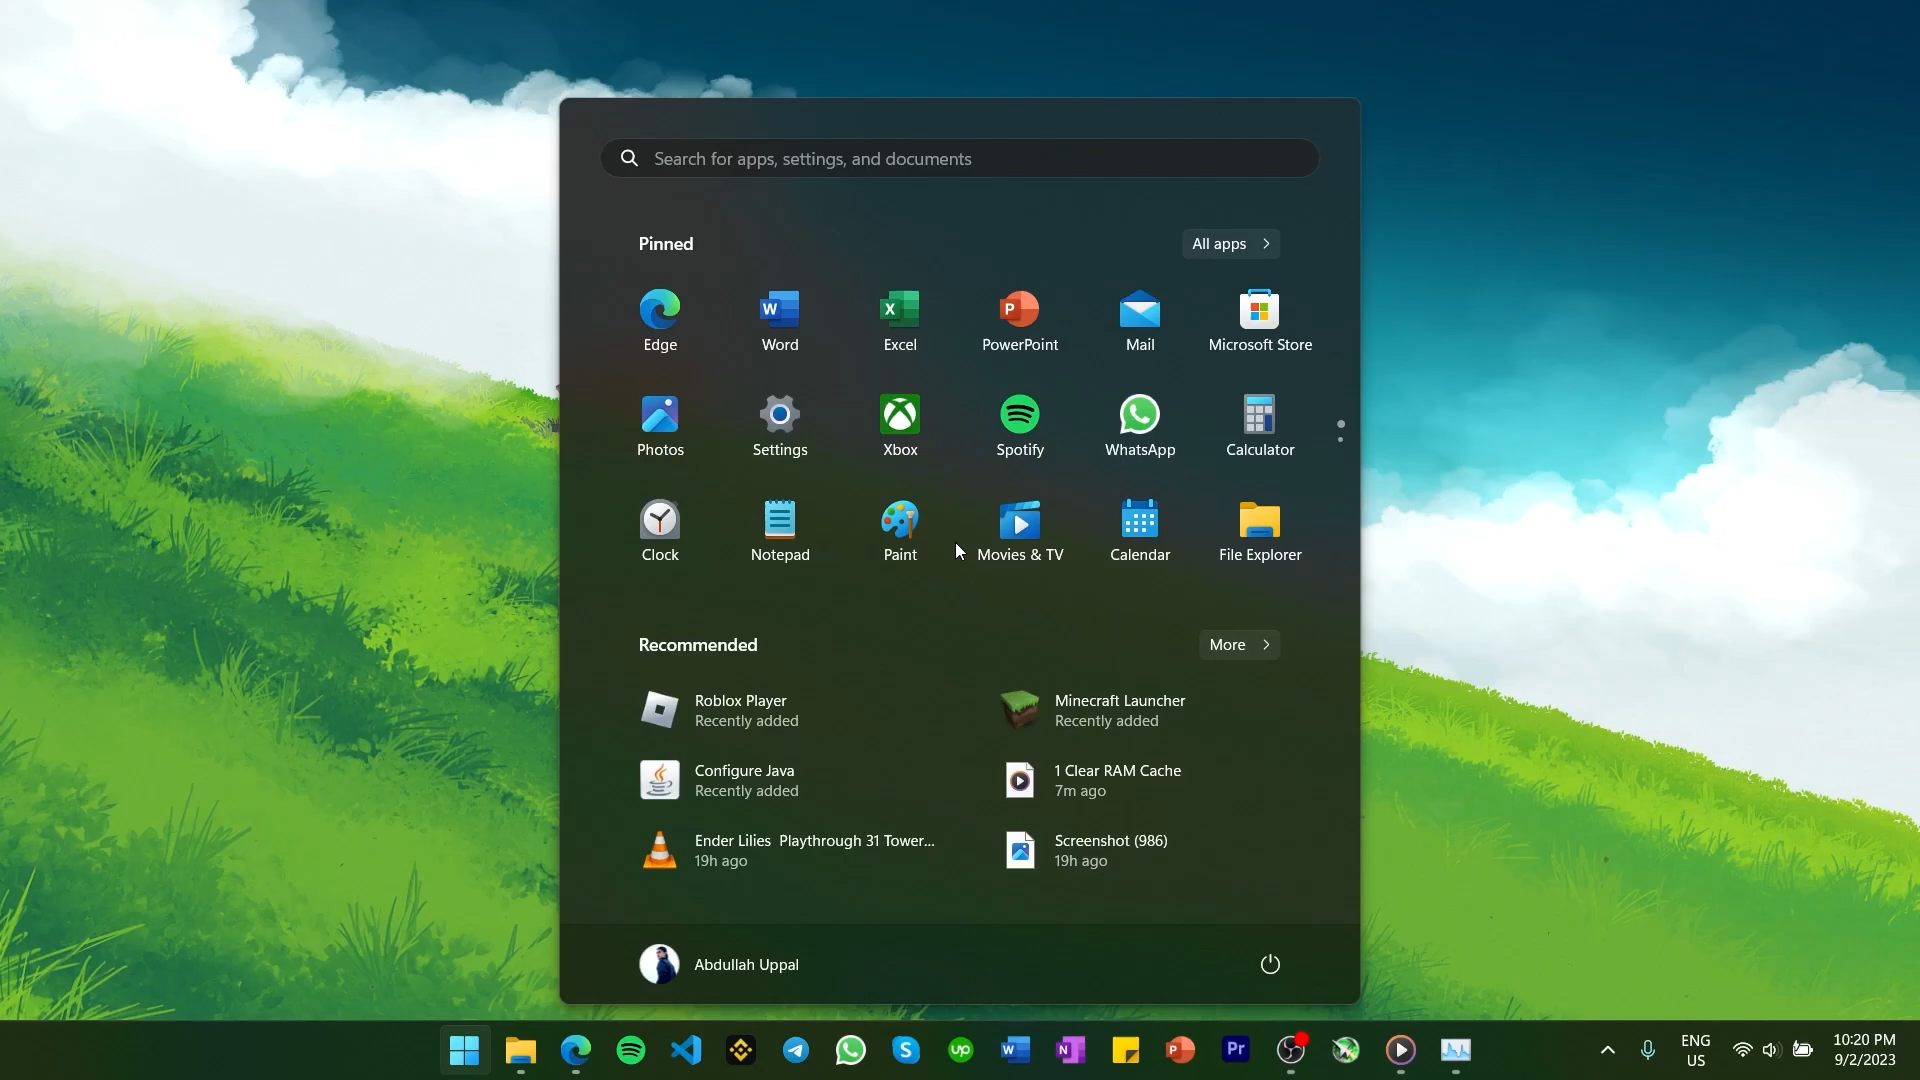 Search for apps, settings, and documents
Pinned
All apps
Edge
Word
Excel
PowerPoint
Mail
Microsoft Store
Photos
Settings
Xbox
Spotify
WhatsApp
Calculator
Clock
Notepad
Paint
Movies & TV
Calendar
File Explorer
Recommended
More
Roblox Player
Recently added
Minecraft Launcher
Recently added
Configure Java
Recently added
1 Clear RAM Cache
7m ago
Ender Lilies  Playthrough 31 Tower...
19h ago
Screenshot (986)
19h ago
Abdullah Uppal
up
W
N
P
Pr
ENG
US
10:20 PM
9/2/2023